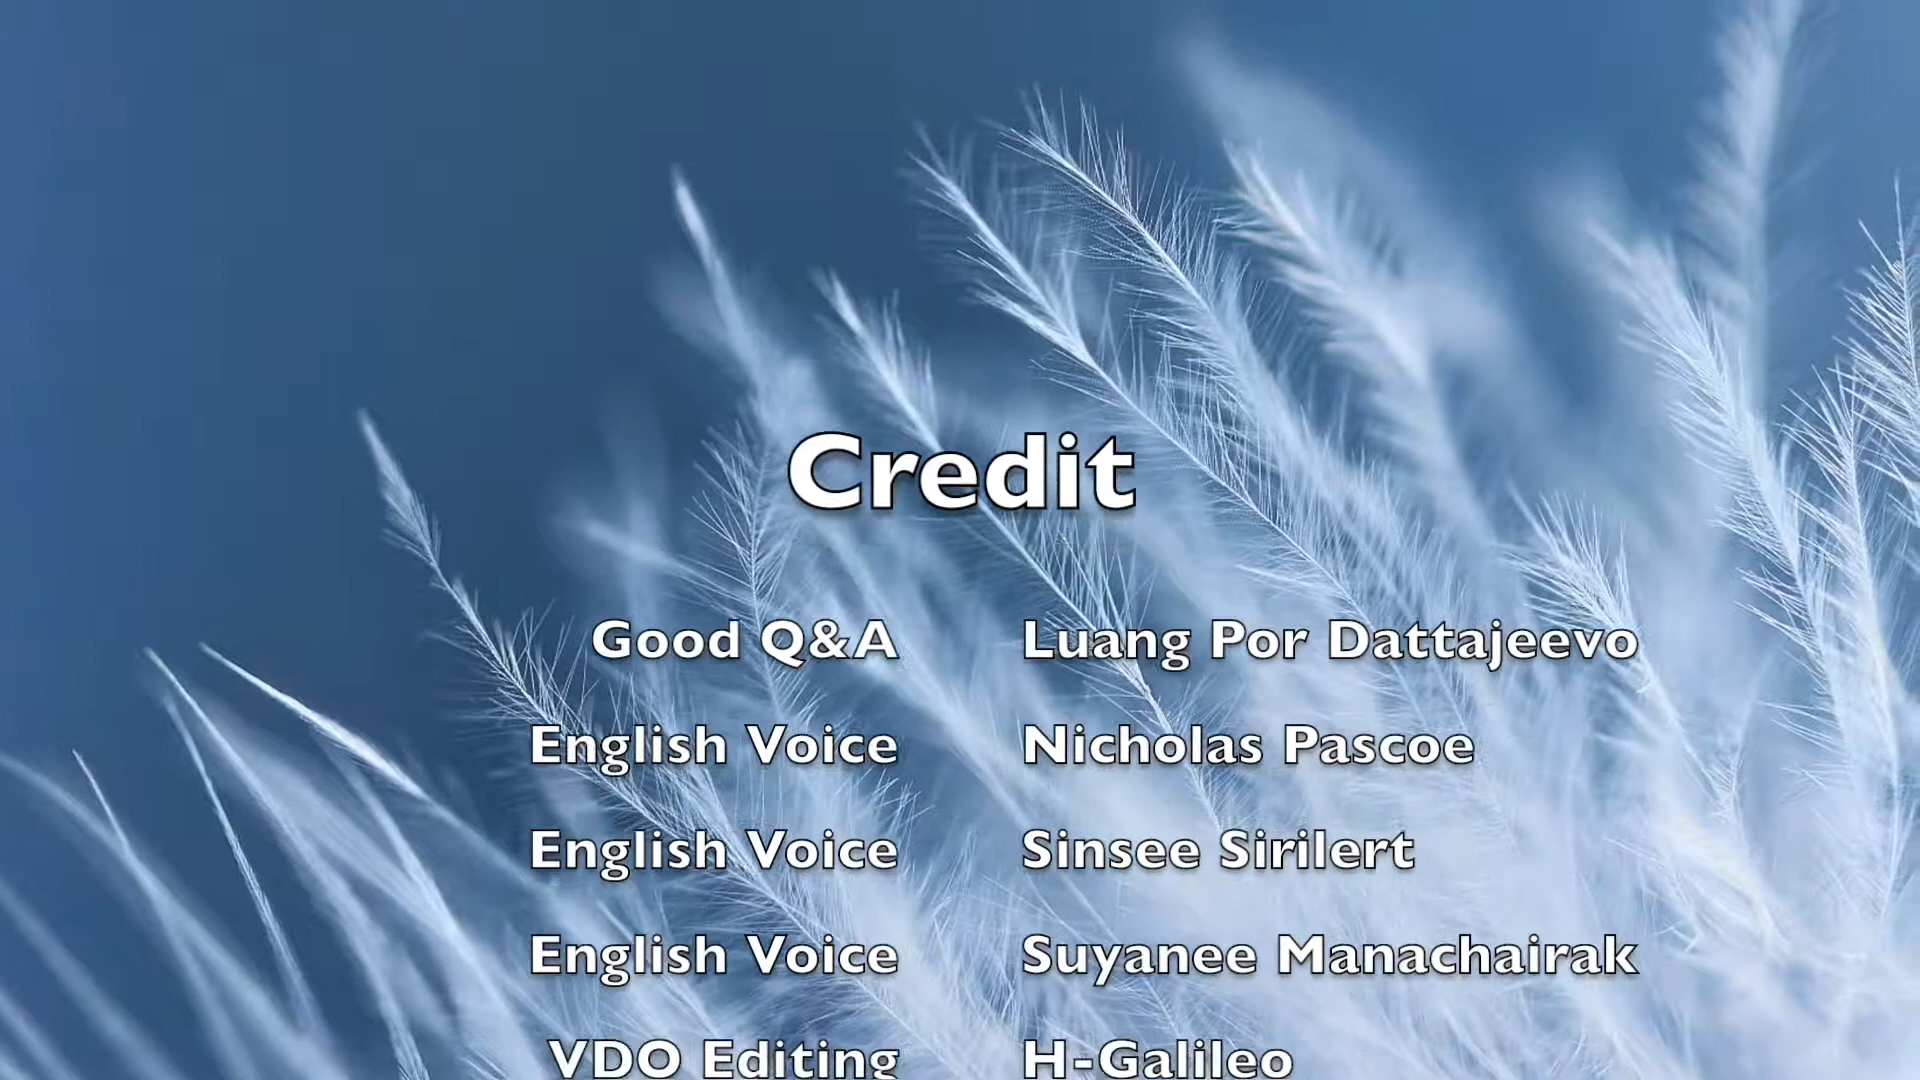 Credit
Good Q&A Luang Por Dattajeevo
English Voice Nicholas Pascoe
English Voice Sinsee Sirilert
English Voice Suyanee Manachairak
VDO Editing H-Galileo